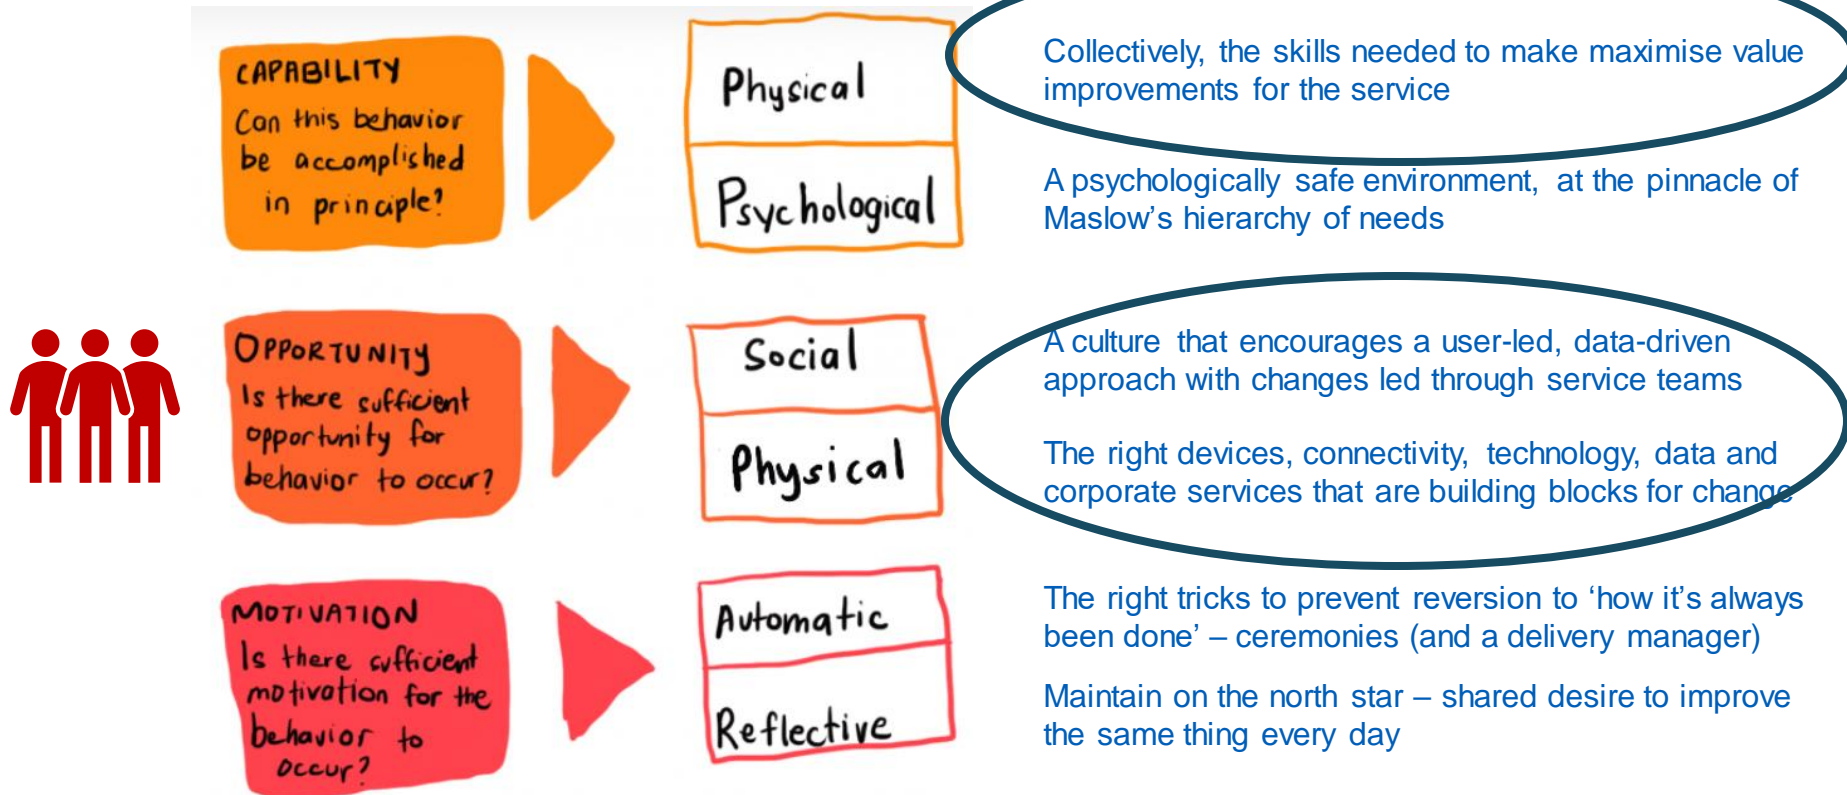 CAPABILITY
Can this behavior
be accomplished
in principle?
Physical
Psychological
Collectively, the skills needed to make maximise value
improvements for the service
A psychologically safe environment, at the pinnacle of
Maslow's hierarchy of needs
OPPORTUNITY
Is there sufficient
opportunity for
behavior to occur?
Social
Physical
A culture that encourages a user-led, data-driven
approach with changes led through service teams
The right devices, connectivity, technology, data and
corporate services that are building blocks for change
MOTIVATION
Is there sufficient
motivation for the
behavior to
occur?
Automatic
Reflective
The right tricks to prevent reversion to ‘how it’s always
been done’ – ceremonies (and a delivery manager)
Maintain on the north star – shared desire to improve
the same thing every day